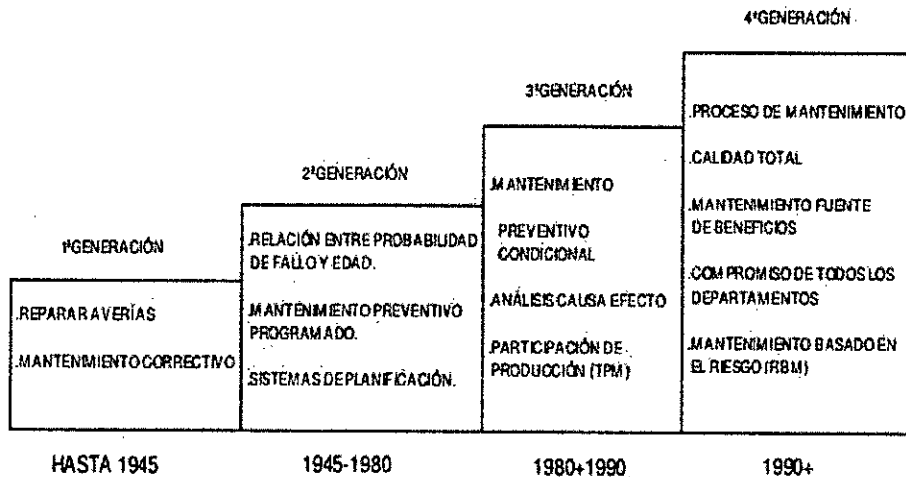 1ªGENERACIÓN
.REPARAR AVERÍAS
.MANTENIMIENTO CORRECTIVO
HASTA 1945
2ªGENERACIÓN
.RELACIÓN ENTRE PROBABILIDAD
DE FALLO Y EDAD.
.MANTENIMIENTO PREVENTIVO
PROGRAMADO.
.SISTEMAS DE PLANIFICACIÓN.
1945-1980
3ªGENERACIÓN
.MANTENIMIENTO
PREVENTIVO
CONDICIONAL
.ANÁLISIS CAUSA EFECTO
.PARTICIPACIÓN DE
PRODUCCIÓN (TPM)
1980+1990
4ªGENERACIÓN
.PROCESO DE MANTENIMIENTO
.CALIDAD TOTAL
.MANTENIMIENTO FUENTE
DE BENEFICIOS
.COMPROMISO DE TODOS LOS
DEPARTAMENTOS
.MANTENIMIENTO BASADO EN
EL RIESGO (RBM)
1990+